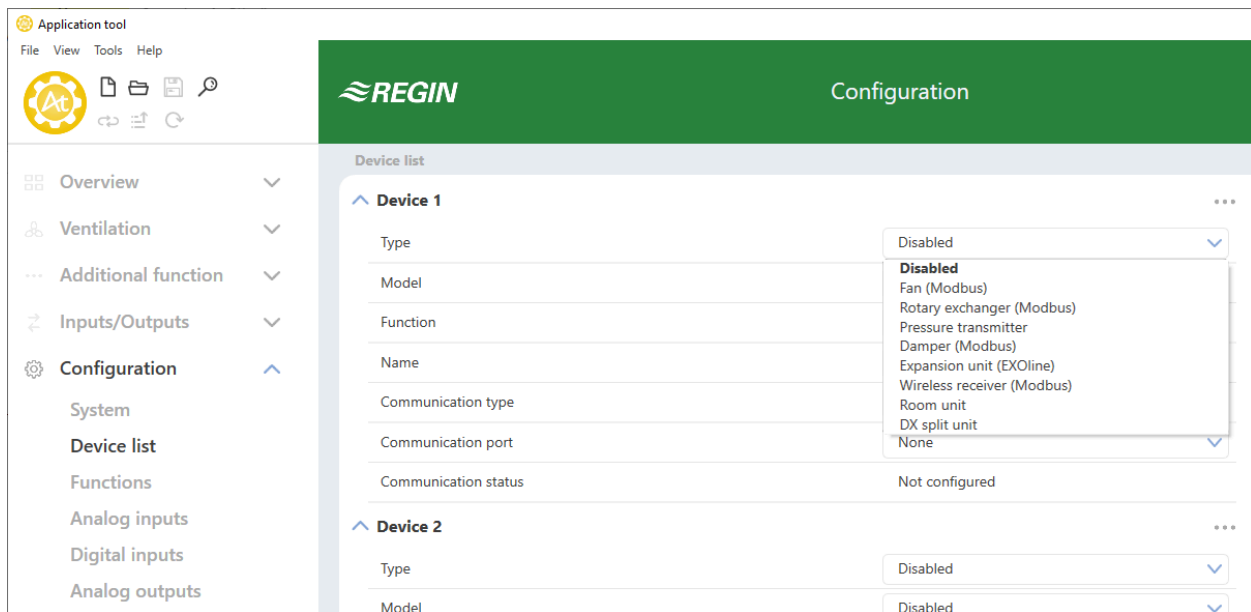 Application tool
File View Tools Help
At
REGIN
Configuration
Overview
Ventilation
Additional function
Inputs/Outputs
Configuration
System
Device list
Functions
Analog inputs
Digital inputs
Analog outputs
Device list
Device 1
Type Disabled
Disabled
Fan (Modbus)
Rotary exchanger (Modbus)
Pressure transmitter
Damper (Modbus)
Expansion unit (EXOline)
Wireless receiver (Modbus)
Room unit
DX split unit
Model
Function
Name
Communication type
Communication port None
Communication status Not configured
Device 2
Type Disabled
Model Disabled